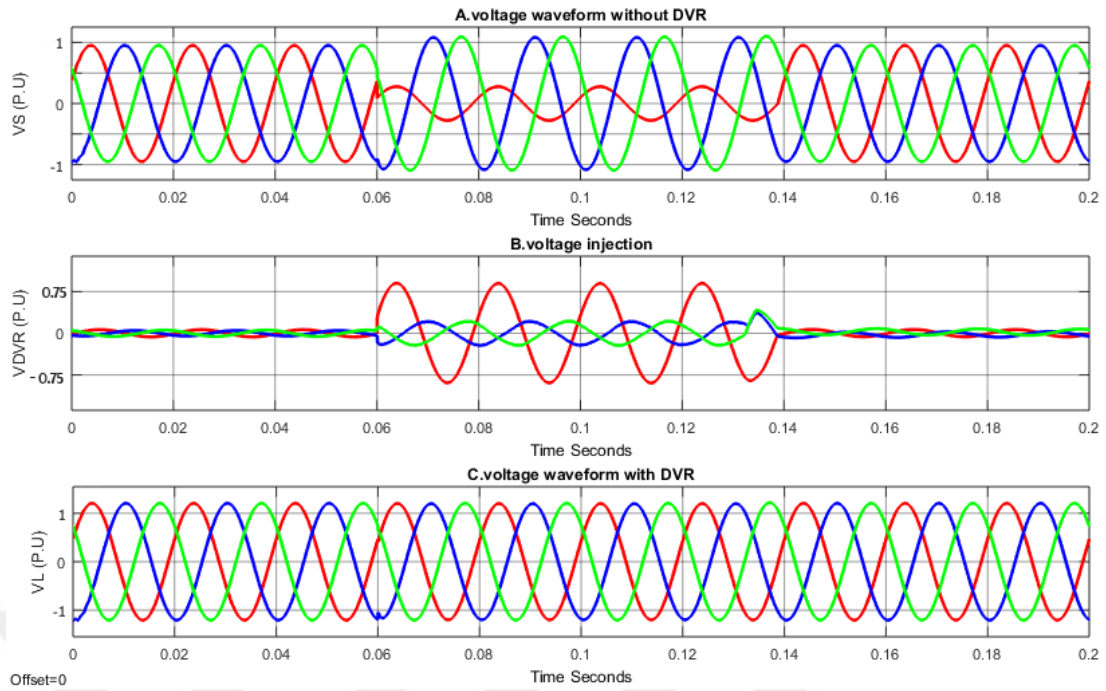 A.voltage waveform without DVR
VS (P.U)
1
0
-1
0 0.02 0.04 0.06 0.08 0.1 0.12 0.14 0.16 0.18 0.2
Time Seconds
B.voltage injection
VDVR (P.U)
0.75
0
-0.75
0 0.02 0.04 0.06 0.08 0.1 0.12 0.14 0.16 0.18 0.2
Time Seconds
C.voltage waveform with DVR
VL (P.U)
1
0
-1
0 0.02 0.04 0.06 0.08 0.1 0.12 0.14 0.16 0.18 0.2
Time Seconds
Offset=0